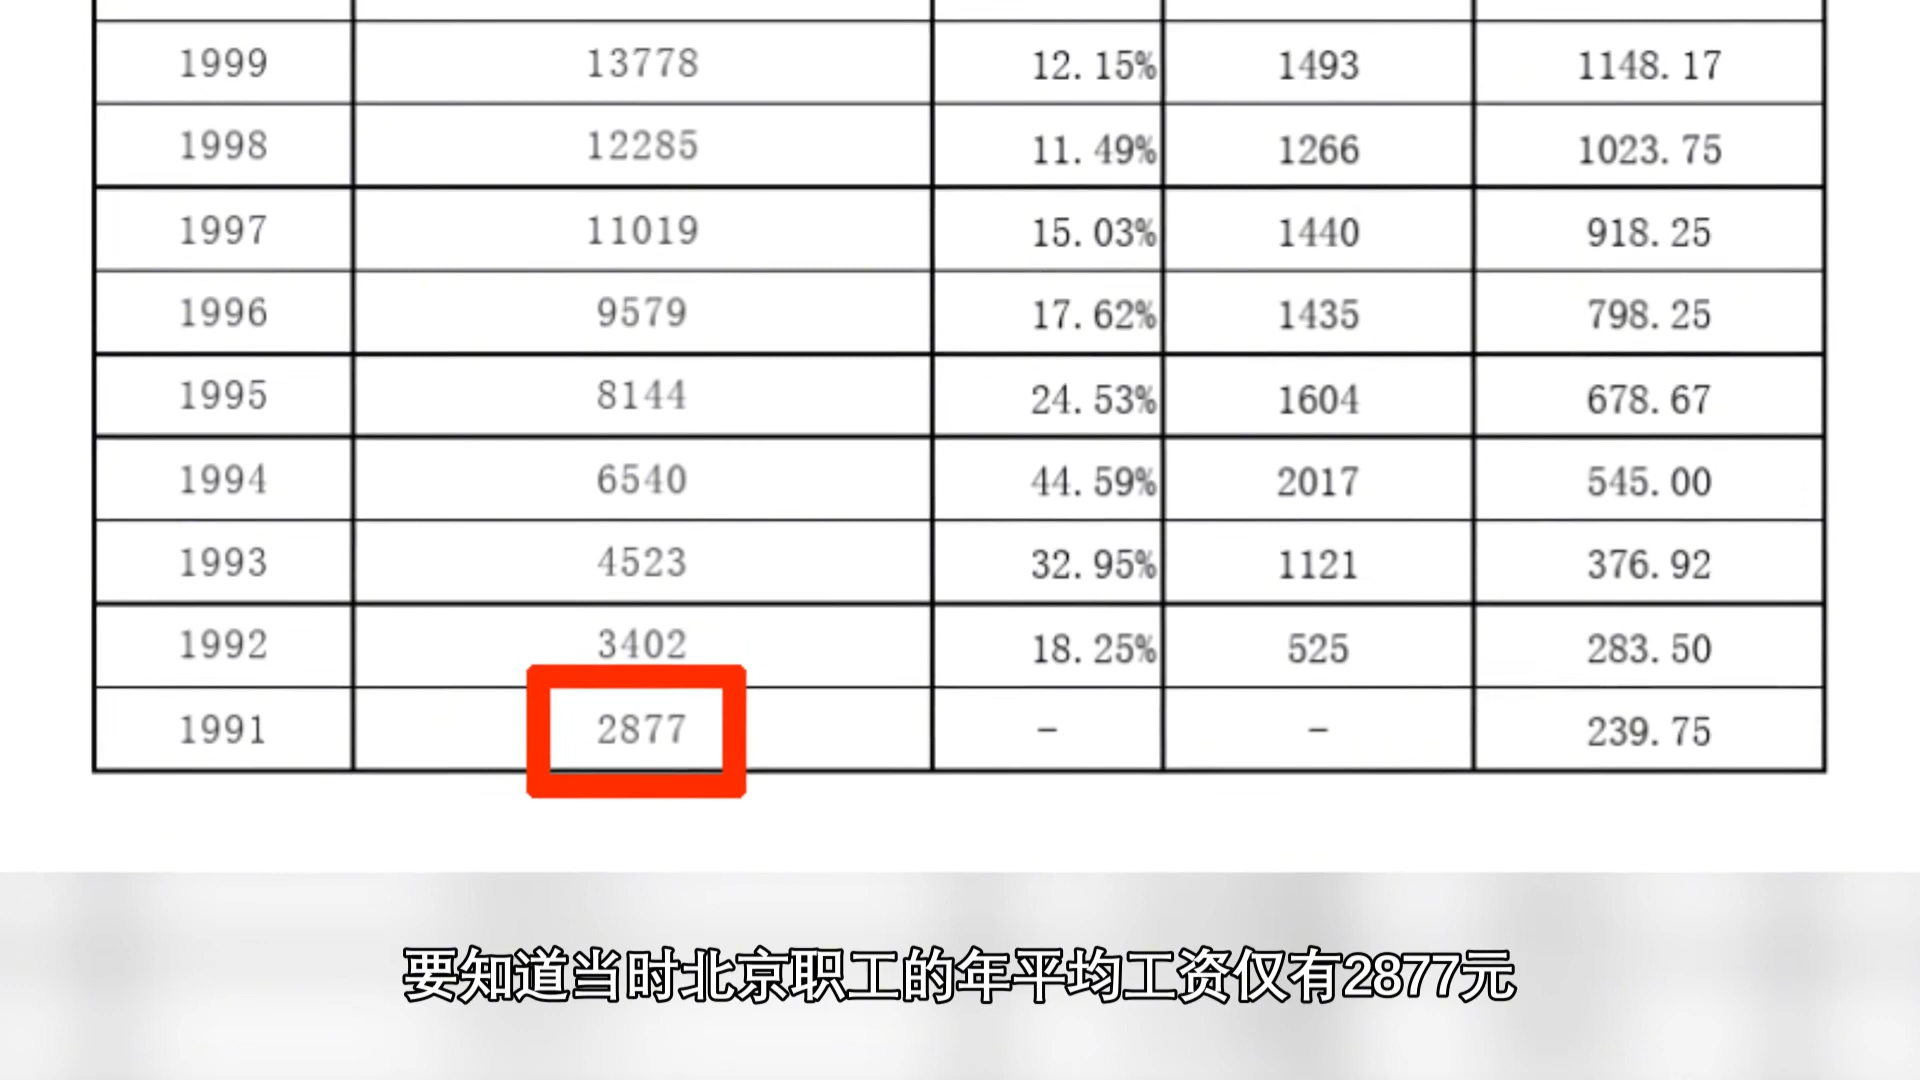 1999 13778 12.15% 1493 1148.17
1998 12285 11.49% 1266 1023.75
1997 11019 15.03% 1440 918.25
1996 9579 17.62% 1435 798.25
1995 8144 24.53% 1604 678.67
1994 6540 44.59% 2017 545.00
1993 4523 32.95% 1121 376.92
1992 3402 18.25% 525 283.50
1991 2877 - - 239.75
要知道当时北京职工的年平均工资仅有2877元